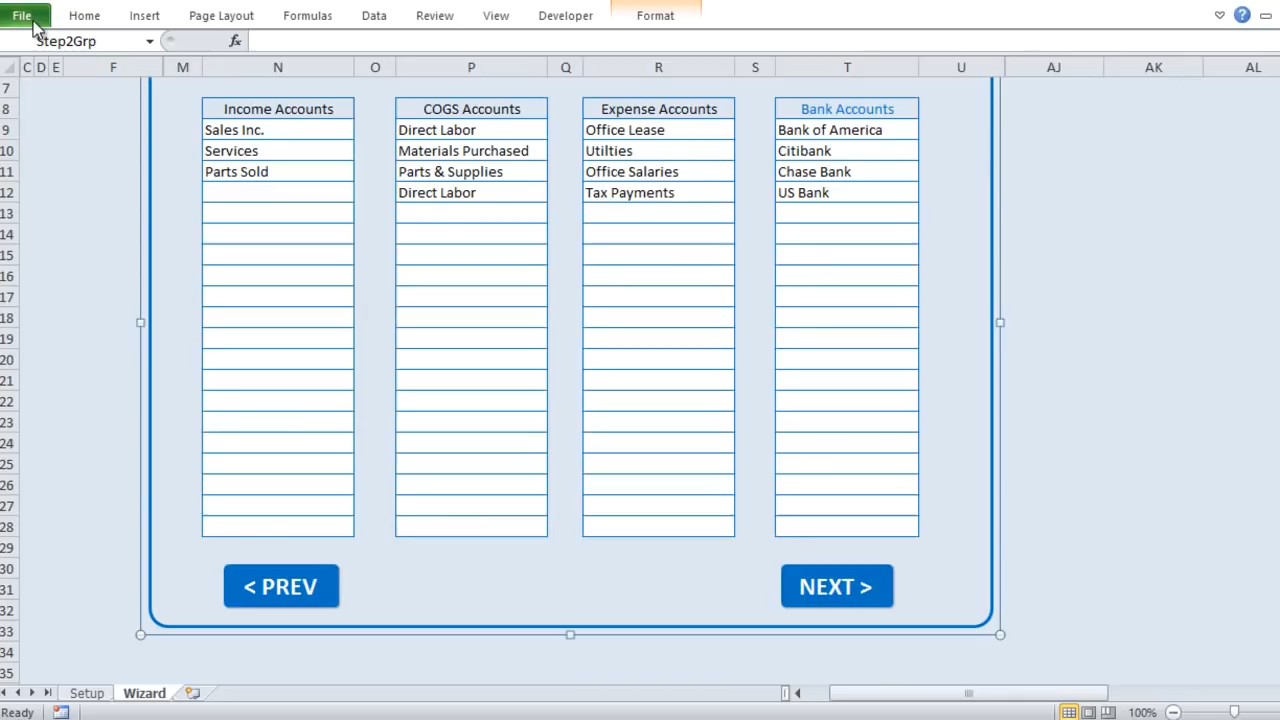 File Home Insert Page Layout Formulas Data Review View Developer Format
Step2Grp fx
C D E F M N O P Q R S T U AJ AK AL
7
8 Income Accounts COGS Accounts Expense Accounts Bank Accounts
9 Sales Inc. Direct Labor Office Lease Bank of America
10 Services Materials Purchased Utilties Citibank
11 Parts Sold Parts & Supplies Office Salaries Chase Bank
12 Direct Labor Tax Payments US Bank
13
14
15
16
17
18
19
20
21
22
23
24
25
26
27
28
29
30
31 < PREV NEXT >
32
33
34
35
Setup Wizard
Ready 100%